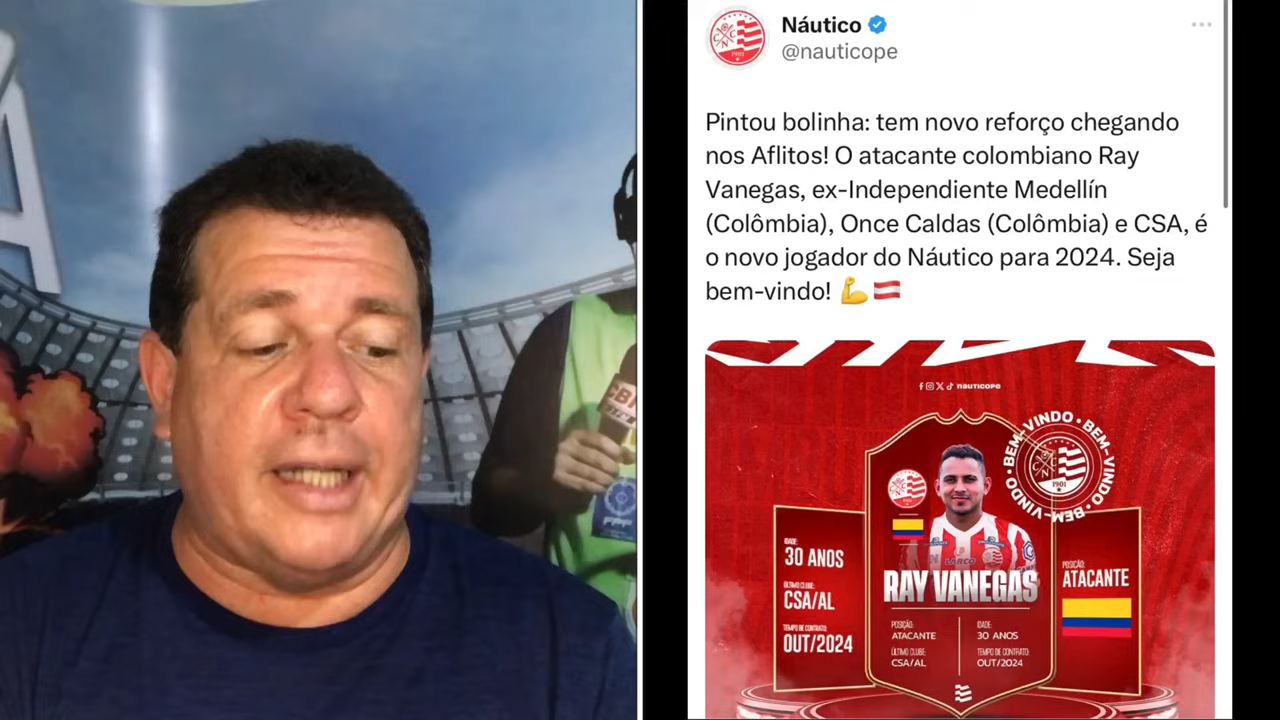 A
CBN
FPF
Náutico
@nauticope
Pintou bolinha: tem novo reforço chegando
nos Aflitos! O atacante colombiano Ray
Vanegas, ex-Independiente Medellín
(Colômbia), Once Caldas (Colômbia) e CSA, é
o novo jogador do Náutico para 2024. Seja
bem-vindo! 💪🇦🇹
NAUTICOPE
BEM-VINDO • BEM-VINDO • BEM-VINDO •
1901
IDADE:
30 ANOS
ÚLTIMO CLUBE:
CSA/AL
TEMPO DE CONTRATO:
OUT/2024
RAY VANEGAS
POSIÇÃO:
ATACANTE
IDADE:
30 ANOS
ÚLTIMO CLUBE:
CSA/AL
TEMPO DE CONTRATO:
OUT/2024
POSIÇÃO:
ATACANTE